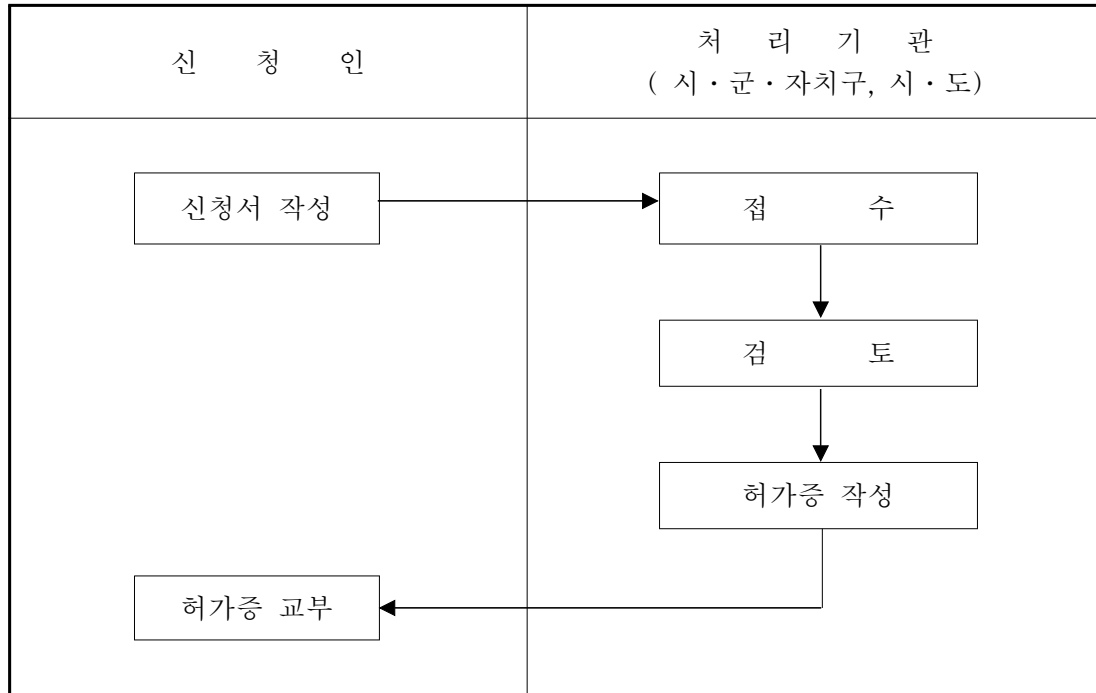 신 청 인
처 리 기 관
( 시·군·자치구, 시·도)
신청서 작성
접 수
검 토
허가증 작성
허가증 교부